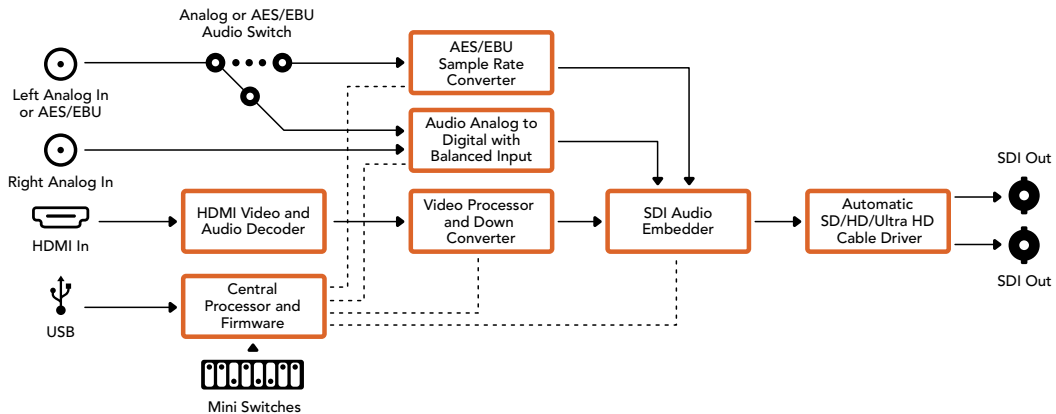 Analog or AES/EBU
Audio Switch
Left Analog In
or AES/EBU
AES/EBU
Sample Rate
Converter
Audio Analog to
Digital with
Balanced Input
Right Analog In
HDMI In
HDMI Video and
Audio Decoder
Video Processor
and Down
Converter
SDI Audio
Embedder
Automatic
SD/HD/Ultra HD
Cable Driver
SDI Out
SDI Out
USB
Central
Processor and
Firmware
Mini Switches